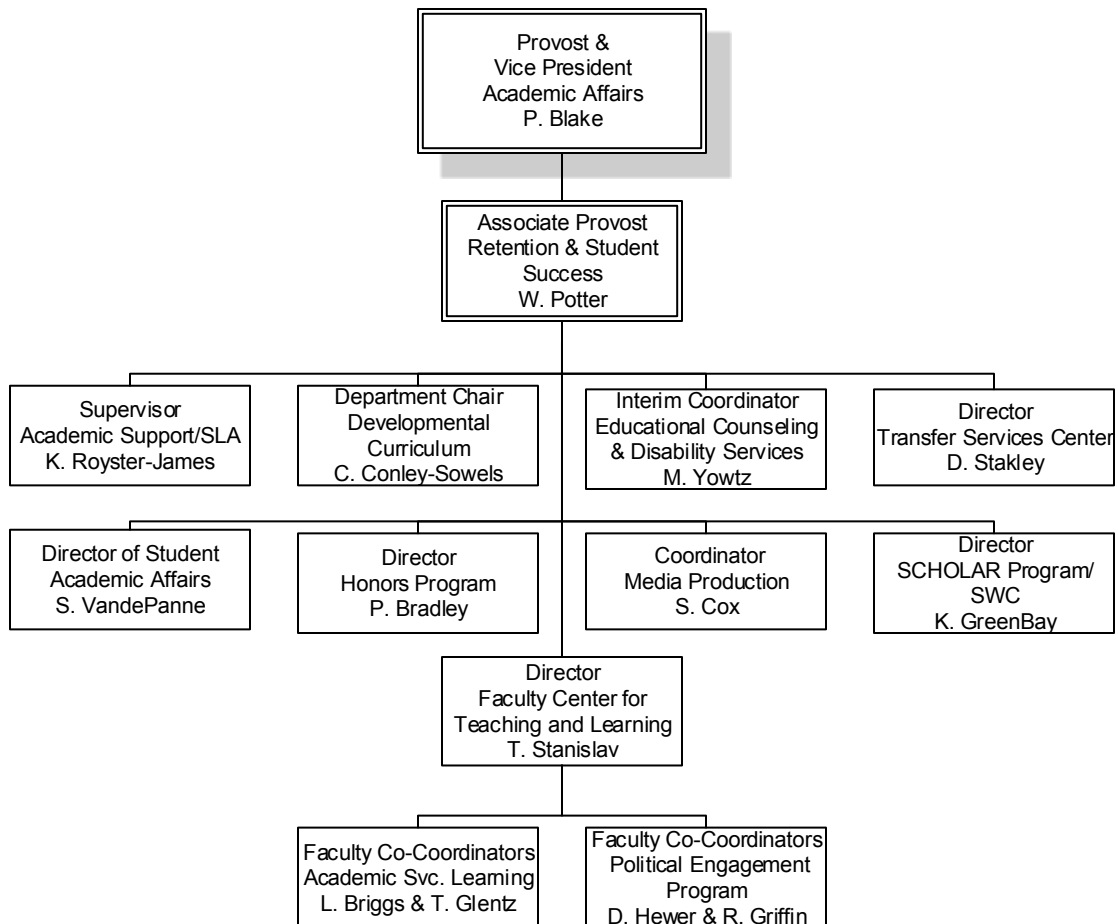 Provost &
Vice President
Academic Affairs
P. Blake
Associate Provost
Retention & Student
Success
W. Potter
Supervisor
Academic Support/SLA
K. Royster-James
Department Chair
Developmental
Curriculum
C. Conley-Sowels
Interim Coordinator
Educational Counseling
& Disability Services
M. Yowtz
Director
Transfer Services Center
D. Stakley
Director of Student
Academic Affairs
S. VandePanne
Director
Honors Program
P. Bradley
Coordinator
Media Production
S. Cox
Director
SCHOLAR Program/
SWC
K. GreenBay
Director
Faculty Center for
Teaching and Learning
T. Stanislav
Faculty Co-Coordinators
Academic Svc. Learning
L. Briggs & T. Glentz
Faculty Co-Coordinators
Political Engagement
Program
D. Hewer & R. Griffin